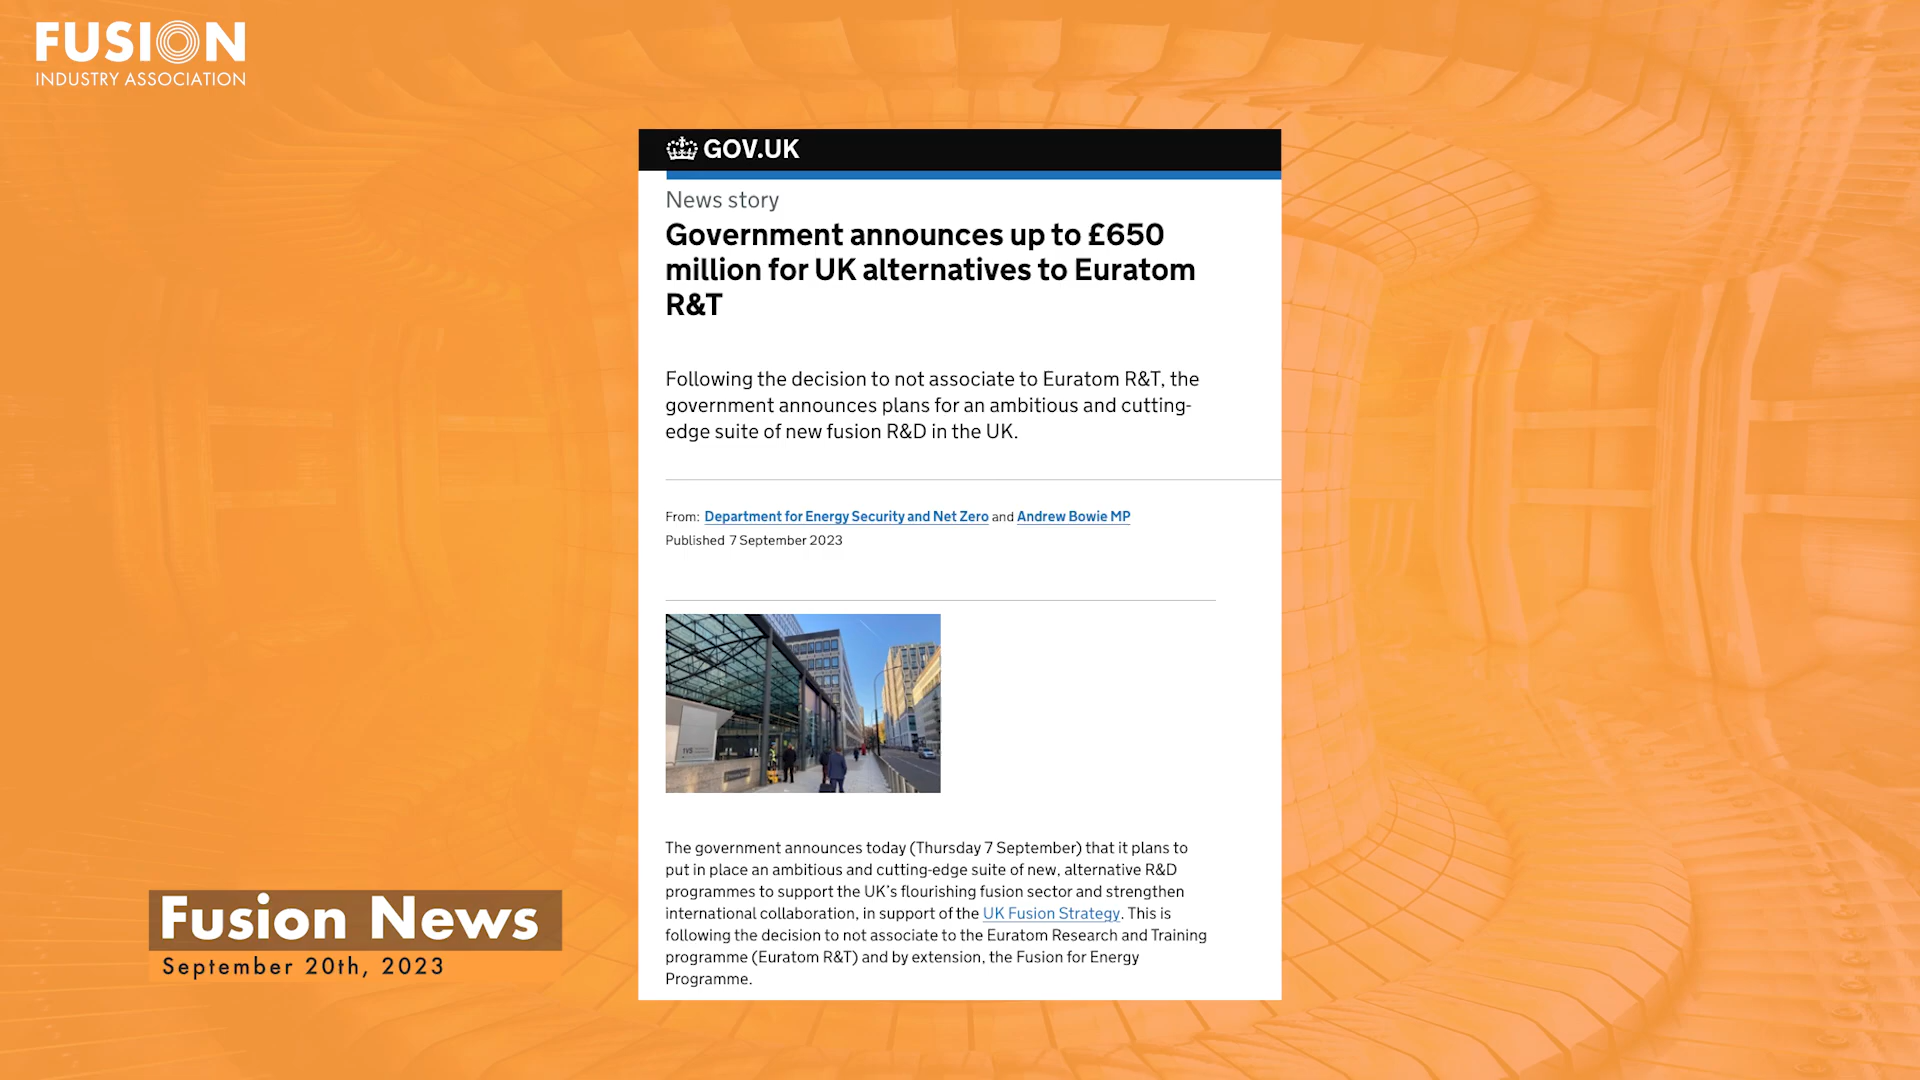 FUSION
INDUSTRY ASSOCIATION
GOV.UK
News story
Government announces up to £650
million for UK alternatives to Euratom
R&T
Following the decision to not associate to Euratom R&T, the
government announces plans for an ambitious and cutting-
edge suite of new fusion R&D in the UK.
From: Department for Energy Security and Net Zero and Andrew Bowie MP
Published 7 September 2023
The government announces today (Thursday 7 September) that it plans to
put in place an ambitious and cutting-edge suite of new, alternative R&D
programmes to support the UK's flourishing fusion sector and strengthen
international collaboration, in support of the UK Fusion Strategy. This is
following the decision to not associate to the Euratom Research and Training
programme (Euratom R&T) and by extension, the Fusion for Energy
Programme.
Fusion News
September 20th, 2023